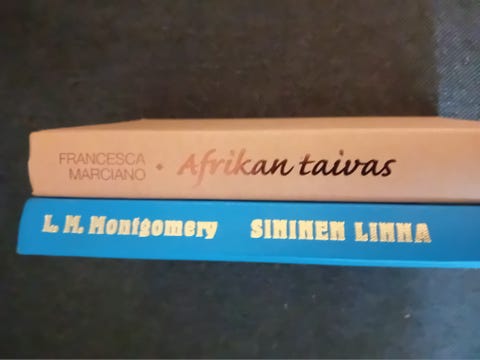 FRANCESCA
MARCIANO • Afrikan taivas
L. M. Montgomery SININEN LINNA